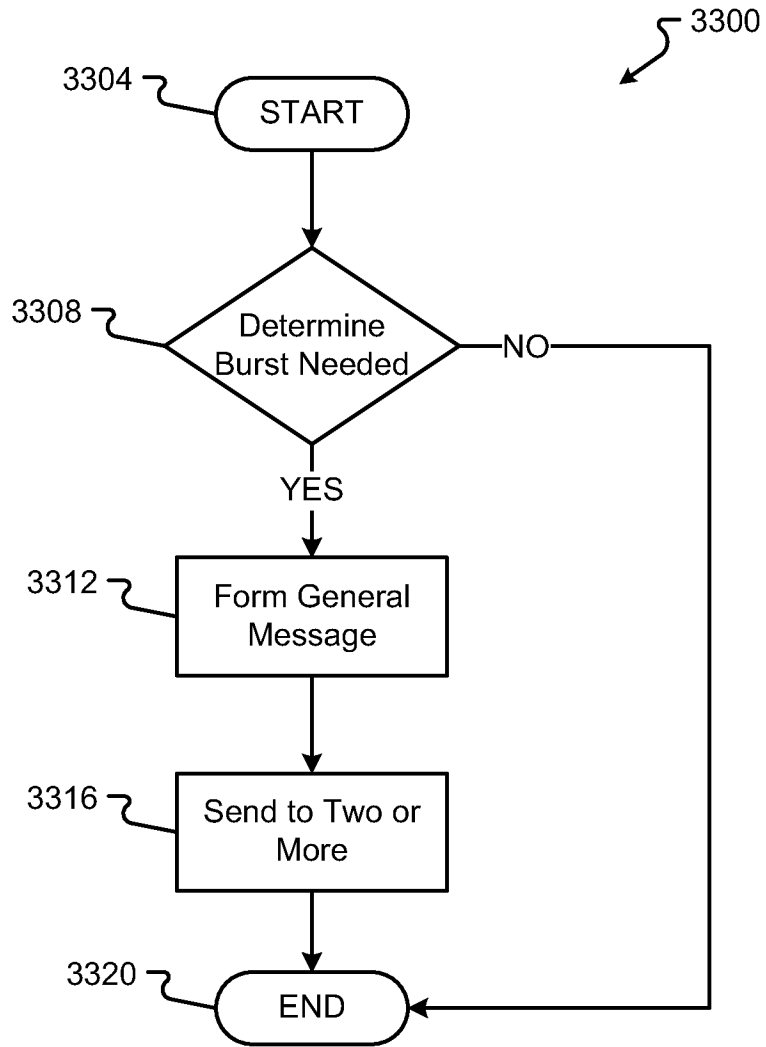 3300
3304
START
3308
Determine
Burst Needed
NO
YES
3312
Form General
Message
3316
Send to Two or
More
3320
END